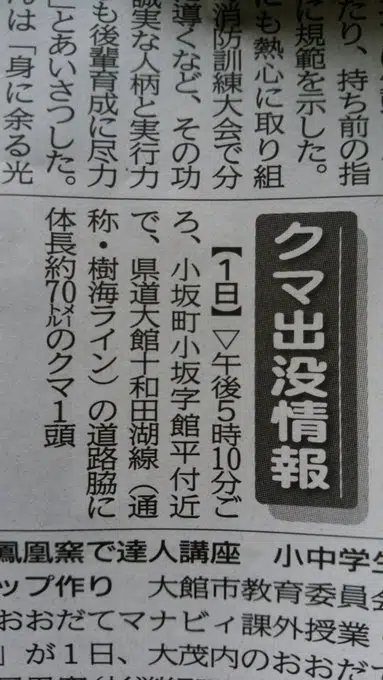 たり、持ち前の指
に規範を示した。
にも熱心に取り組
消防訓練大会で分
導くなど、その功
誠実な人柄と実行力
も後輩育成に尽力
」とあいさつした。
んは「身に余る光
クマ出没情報
【1日】▽午後5時10分ご
ろ、小坂町小坂字館平付近
で、県道大館十和田湖線(通
称・樹海ライン)の道路脇に
体長約70㍍のクマ1頭
鳳凰窯で達人講座 小中学生
ップ作り 大館市教育委員会
おおだてマナビィ課外授業
」が1日、大茂内のおおだて